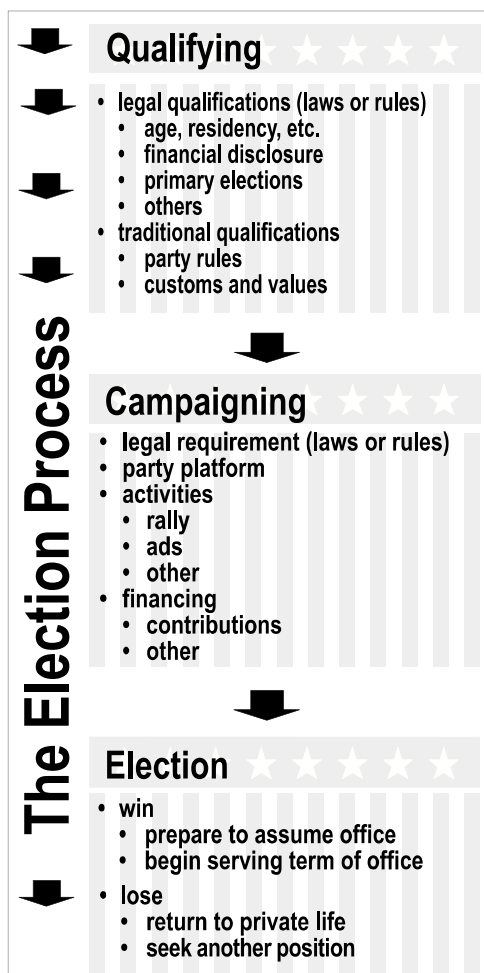 The Election Process
Qualifying
• legal qualifications (laws or rules)
• age, residency, etc.
• financial disclosure
• primary elections
• others
• traditional qualifications
• party rules
• customs and values
Campaigning
• legal requirement (laws or rules)
• party platform
• activities
• rally
• ads
• other
• financing
• contributions
• other
Election
• win
• prepare to assume office
• begin serving term of office
• lose
• return to private life
• seek another position